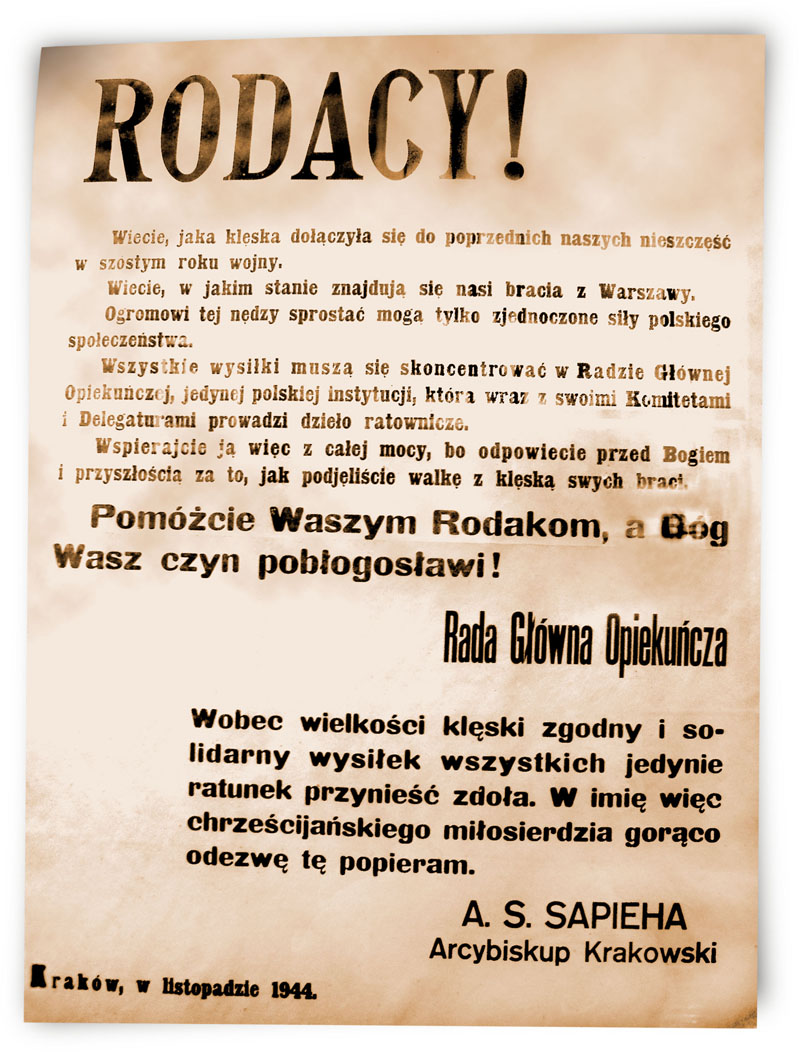 RODACY!
Wiecie, jaka klęska dołączyła się do poprzednich naszych nieszczęść
w szóstym roku wojny.
Wiecie, w jakim stanie znajdują się nasi bracia z Warszawy.
Ogromowi tej nędzy sprostać mogą tylko zjednoczone siły polskiego
społeczeństwa.
Wszystkie wysiłki muszą się skoncentrować w Radzie Głównej
Opiekuńczej, jedynej polskiej instytucji, która wraz z swoimi Komitetami
i Delegaturami prowadzi dzieło ratownicze.
Wspierajcie ją więc z całej mocy, bo odpowiecie przed Bogiem
i przyszłością za to, jak podjęliście walkę z klęską swych braci.
Pomóżcie Waszym Rodakom, a Bóg
Wasz czyn pobłogosławi!
Rada Główna Opiekuńcza
Wobec wielkości klęski zgodny i so-
lidarny wysiłek wszystkich jedynie
ratunek przynieść zdoła. W imię więc
chrześcijańskiego miłosierdzia gorąco
odezwę tę popieram.
A. S. SAPIEHA
Arcybiskup Krakowski
Kraków, w listopadzie 1944.